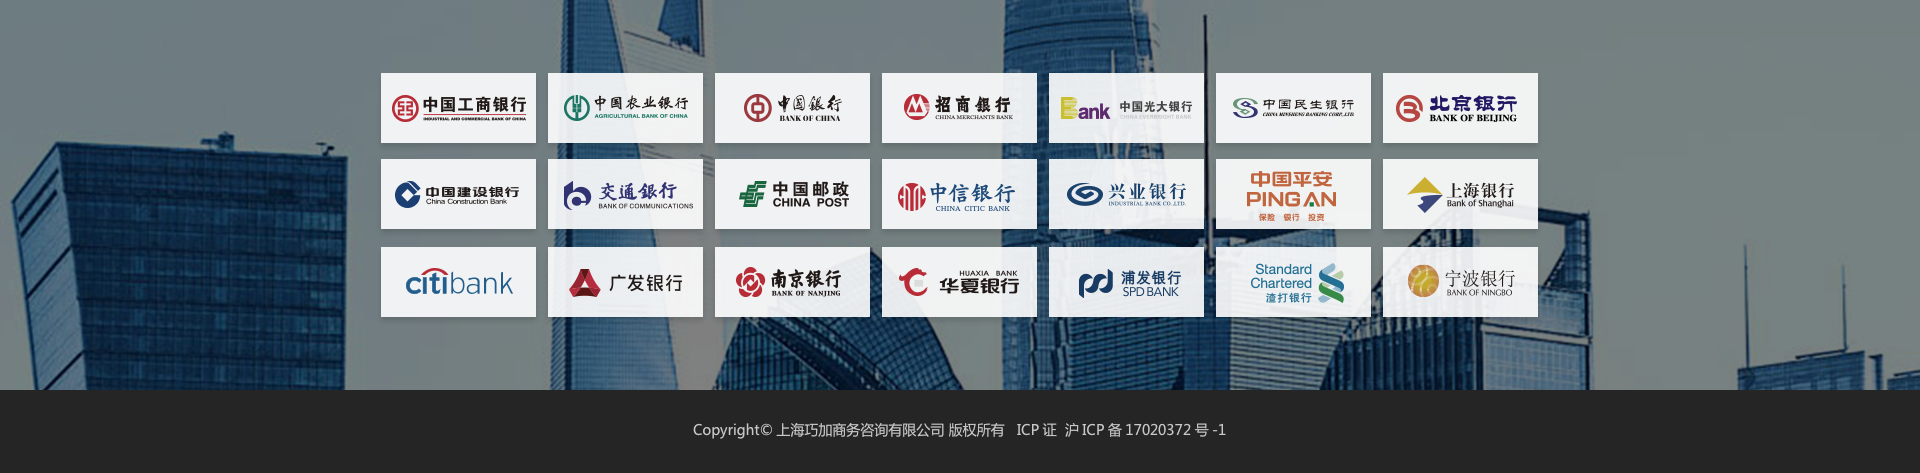 中国工商银行
INDUSTRIAL AND COMMERCIAL BANK OF CHINA
中国农业银行
AGRICULTURAL BANK OF CHINA
中国银行
BANK OF CHINA
招商银行
CHINA MERCHANTS BANK
Bank
中国光大银行
CHINA EVERBRIGHT BANK
中国民生银行
CHINA MINSHENG BANKING CORP.,LTD.
北京银行
BANK OF BEIJING
中国建设银行
China Construction Bank
交通银行
BANK OF COMMUNICATIONS
中国邮政
CHINA POST
中信银行
CHINA CITIC BANK
兴业银行
INDUSTRIAL BANK CO.,LTD.
中国平安
PING AN
保险 银行 投资
上海银行
Bank of Shanghai
citibank
广发银行
南京银行
BANK OF NANJING
HUAXIA BANK
华夏银行
浦发银行
SPD BANK
Standard
Chartered
渣打银行
宁波银行
BANK OF NINGBO
Copyright© 上海巧加商务咨询有限公司 版权所有 ICP 证 沪 ICP 备 17020372 号 -1